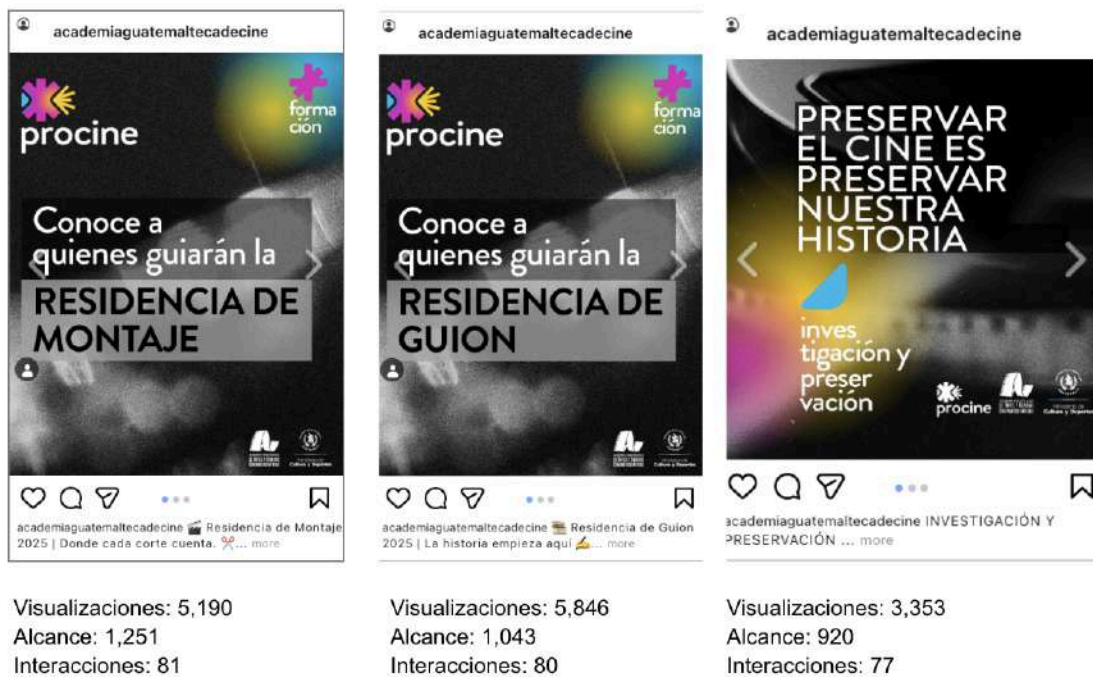 academiaguatemaltecadecine
procine
forma
ción
Conoce a
quienes guiarán la
RESIDENCIA DE
MONTAJE
academiaguatemaltecadecine 🎬 Residencia de Montaje
2025 | Donde cada corte cuenta. ✂️... more
Visualizaciones: 5,190
Alcance: 1,251
Interacciones: 81
academiaguatemaltecadecine
procine
forma
ción
Conoce a
quienes guiarán la
RESIDENCIA DE
GUION
academiaguatemaltecadecine Residencia de Guion
2025 | La historia empieza aquí ✍️... more
Visualizaciones: 5,846
Alcance: 1,043
Interacciones: 80
academiaguatemaltecadecine
PRESERVAR
EL CINE ES
PRESERVAR
NUESTRA
HISTORIA
inves
tigación y
preser
vación
procine
Cultura y Deportes
academiaguatemaltecadecine INVESTIGACIÓN Y
PRESERVACIÓN ... more
Visualizaciones: 3,353
Alcance: 920
Interacciones: 77